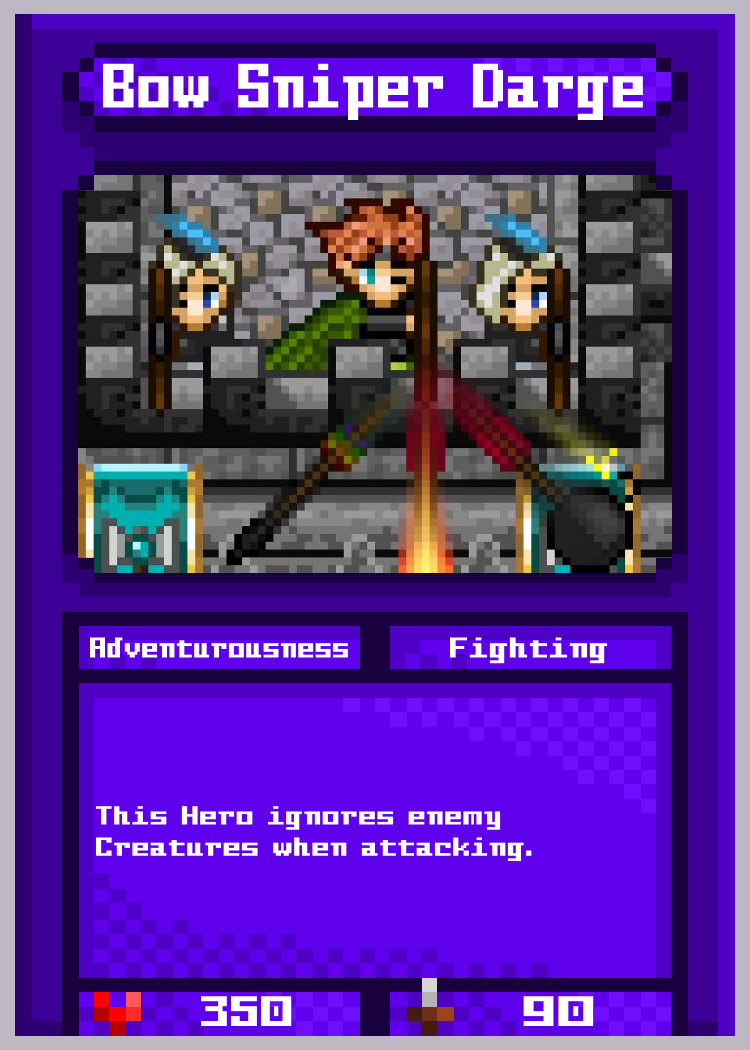 Bow Sniper Darge
Adventurousness
Fighting
This Hero ignores enemy
Creatures when attacking.
350
90